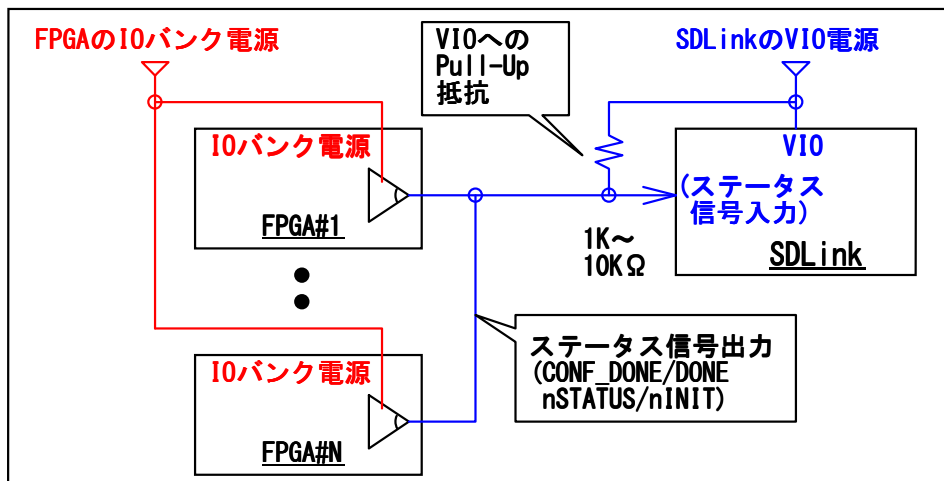 FPGAのIOバンク電源
VIOへの
Pull-Up
抵抗
SDLinkのVIO電源
IOバンク電源
FPGA#1
VIO
(ステータス
信号入力)
SDLink
1K～
10KΩ
ステータス信号出力
(CONF_DONE/DONE
nSTATUS/nINIT)
IOバンク電源
FPGA#N